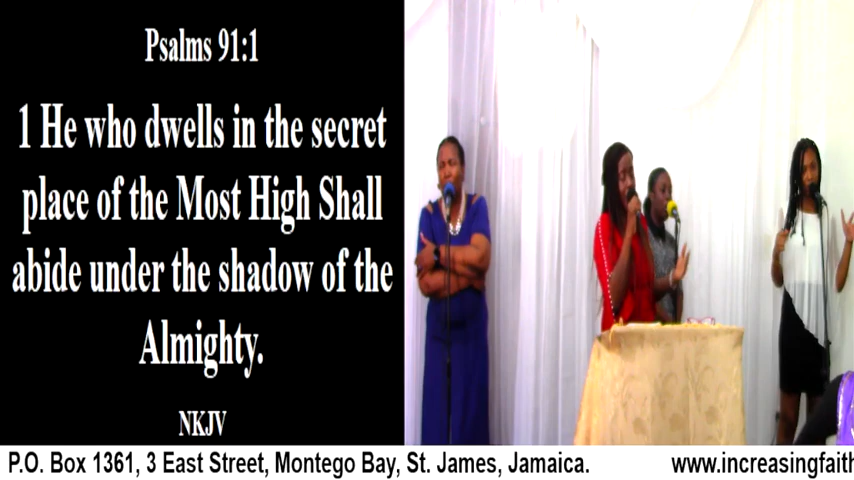 Psalms 91:1
1 He who dwells in the secret
place of the Most High Shall
abide under the shadow of the
Almighty.
NKJV
P.O. Box 1361, 3 East Street, Montego Bay, St. James, Jamaica. www.increasingfaith